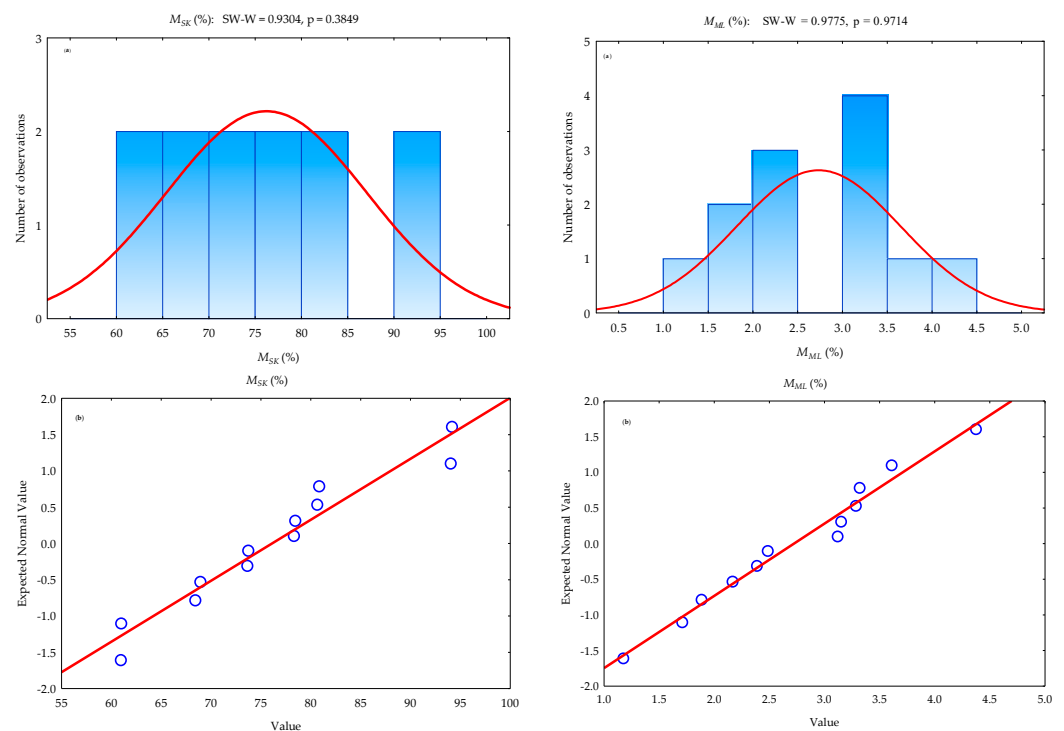 M_SK (%): SW-W = 0.9304, p = 0.3849
3
2
1
0
(a)
Number of observations
55 60 65 70 75 80 85 90 95 100
M_SK (%)
M_ML (%): SW-W = 0.9775, p = 0.9714
5
4
3
2
1
0
(a)
Number of observations
0.5 1.0 1.5 2.0 2.5 3.0 3.5 4.0 4.5 5.0
M_ML (%)
M_SK (%)
2.0
1.5
1.0
0.5
0.0
-0.5
-1.0
-1.5
-2.0
(b)
Expected Normal Value
55 60 65 70 75 80 85 90 95 100
Value
M_ML (%)
2.0
1.5
1.0
0.5
0.0
-0.5
-1.0
-1.5
-2.0
(b)
Expected Normal Value
1.0 2.0 2.5 3.0 3.5 4.0 4.5 5.0
Value